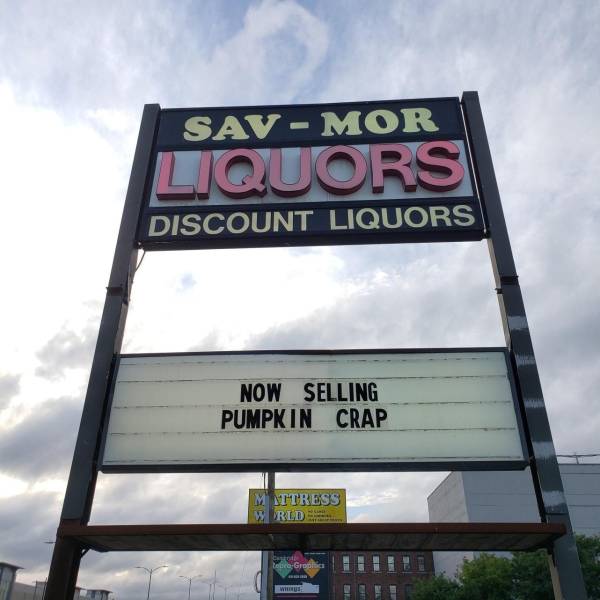 SAV-MOR
LIQUORS
DISCOUNT LIQUORS
NOW SELLING
PUMPKIN CRAP
MATTRESS
WORLD